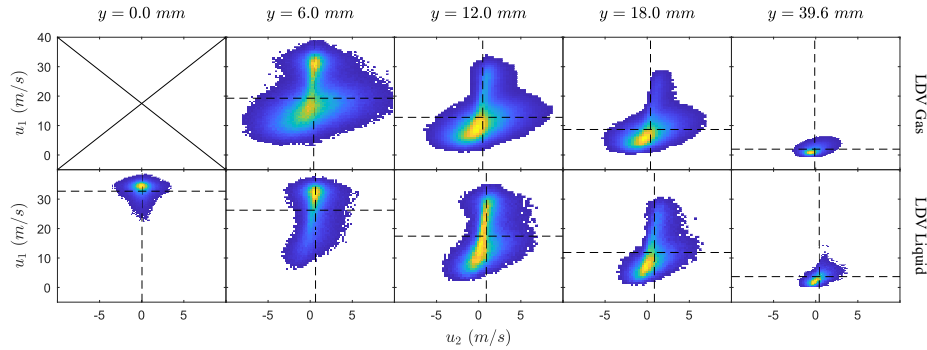 y = 0.0 mm y = 6.0 mm y = 12.0 mm y = 18.0 mm y = 39.6 mm
40
30
20
10
0
u₁ (m/s)
LDV Gas
30
20
10
0
u₁ (m/s)
LDV Liquid
-5 0 5 -5 0 5 -5 0 5 -5 0 5 -5 0 5
u₂ (m/s)